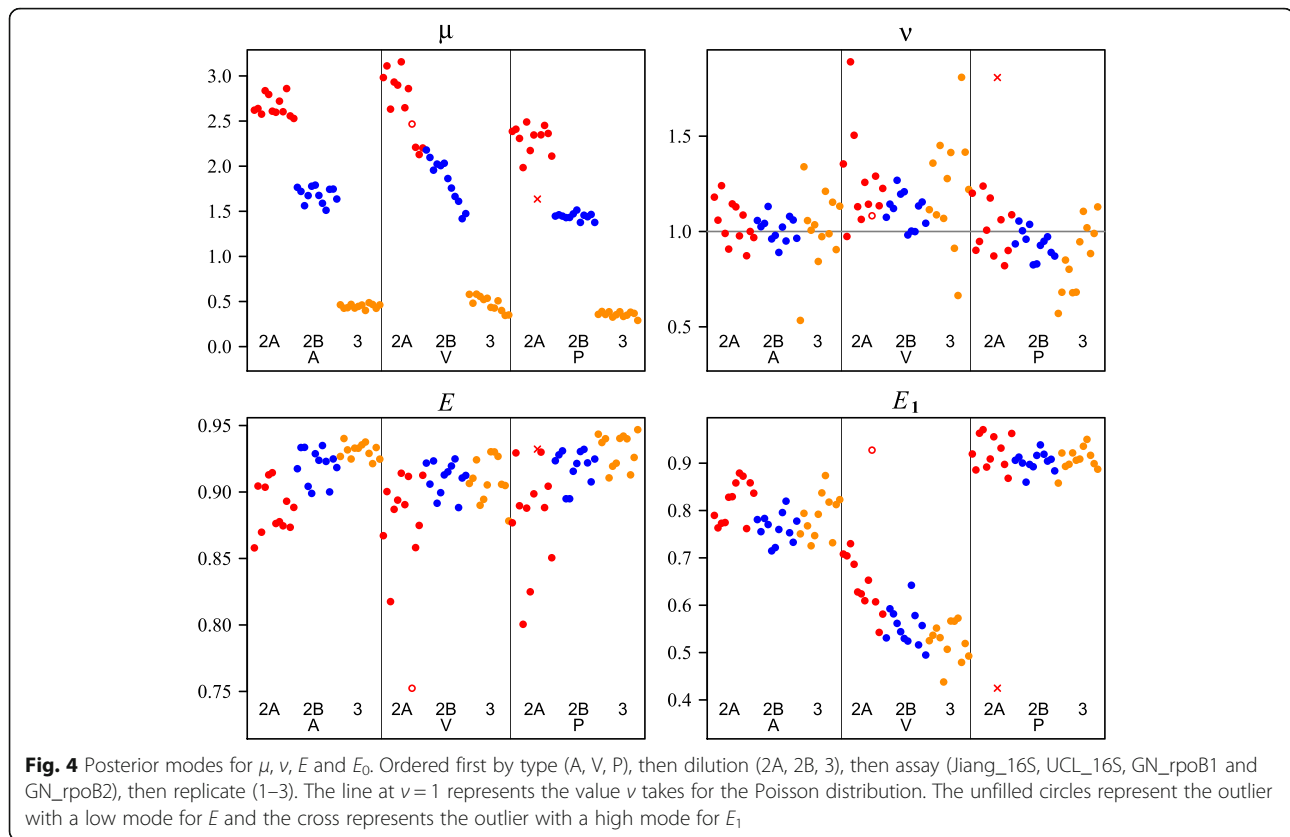 μ ν
3.0
2.5
2.0
1.5
1.0
0.5
0.0
2A 2B 3 2A 2B 3 2A 2B 3
A V P
1.5
1.0
0.5
2A 2B 3 2A 2B 3 2A 2B 3
A V P
E E₁
0.95
0.90
0.85
0.80
0.75
2A 2B 3 2A 2B 3 2A 2B 3
A V P
0.9
0.8
0.7
0.6
0.5
0.4
2A 2B 3 2A 2B 3 2A 2B 3
A V P
Fig. 4 Posterior modes for μ, ν, E and E₀. Ordered first by type (A, V, P), then dilution (2A, 2B, 3), then assay (Jiang_16S, UCL_16S, GN_rpoB1 and
GN_rpoB2), then replicate (1–3). The line at ν = 1 represents the value ν takes for the Poisson distribution. The unfilled circles represent the outlier
with a low mode for E and the cross represents the outlier with a high mode for E₁